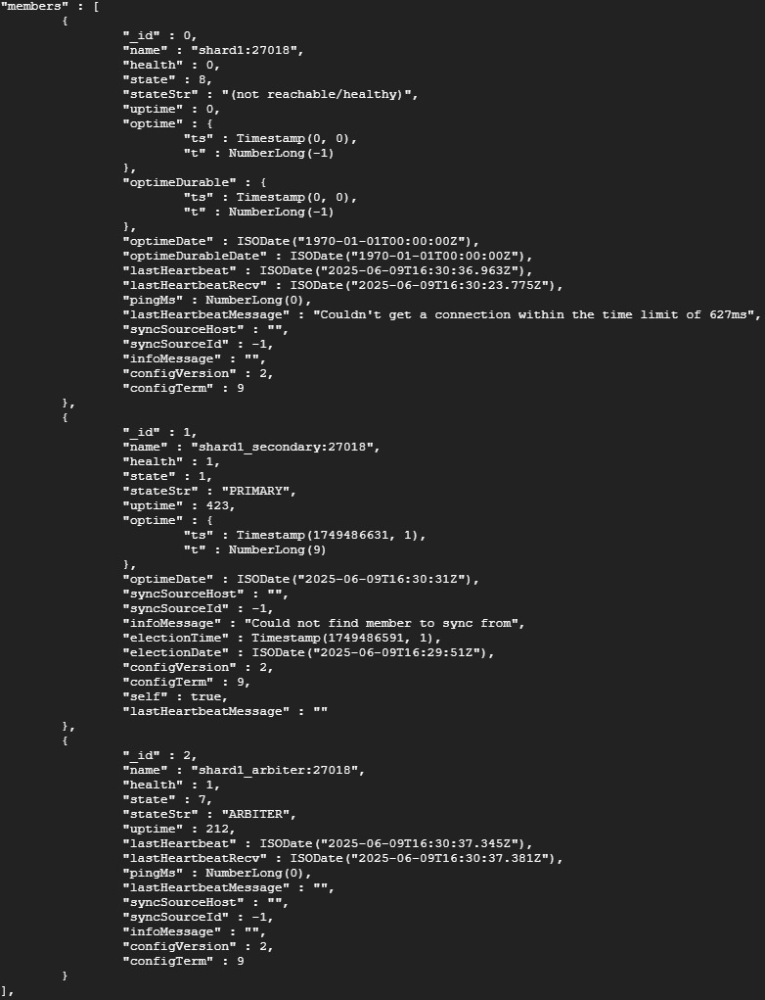 "members" : [
{
"_id" : 0,
"name" : "shard1:27018",
"health" : 0,
"state" : 8,
"stateStr" : "(not reachable/healthy)",
"uptime" : 0,
"optime" : {
"ts" : Timestamp(0, 0),
"t" : NumberLong(-1)
},
"optimeDurable" : {
"ts" : Timestamp(0, 0),
"t" : NumberLong(-1)
},
"optimeDate" : ISODate("1970-01-01T00:00:00Z"),
"optimeDurableDate" : ISODate("1970-01-01T00:00:00Z"),
"lastHeartbeat" : ISODate("2025-06-09T16:30:36.963Z"),
"lastHeartbeatRecv" : ISODate("2025-06-09T16:30:23.775Z"),
"pingMs" : NumberLong(0),
"lastHeartbeatMessage" : "Couldn't get a connection within the time limit of 627ms",
"syncSourceHost" : "",
"syncSourceId" : -1,
"infoMessage" : "",
"configVersion" : 2,
"configTerm" : 9
},
{
"_id" : 1,
"name" : "shard1_secondary:27018",
"health" : 1,
"state" : 1,
"stateStr" : "PRIMARY",
"uptime" : 423,
"optime" : {
"ts" : Timestamp(1749486631, 1),
"t" : NumberLong(9)
},
"optimeDate" : ISODate("2025-06-09T16:30:31Z"),
"syncSourceHost" : "",
"syncSourceId" : -1,
"infoMessage" : "Could not find member to sync from",
"electionTime" : Timestamp(1749486591, 1),
"electionDate" : ISODate("2025-06-09T16:29:51Z"),
"configVersion" : 2,
"configTerm" : 9,
"self" : true,
"lastHeartbeatMessage" : ""
},
{
"_id" : 2,
"name" : "shard1_arbiter:27018",
"health" : 1,
"state" : 7,
"stateStr" : "ARBITER",
"uptime" : 212,
"lastHeartbeat" : ISODate("2025-06-09T16:30:37.345Z"),
"lastHeartbeatRecv" : ISODate("2025-06-09T16:30:37.381Z"),
"pingMs" : NumberLong(0),
"lastHeartbeatMessage" : "",
"syncSourceHost" : "",
"syncSourceId" : -1,
"infoMessage" : "",
"configVersion" : 2,
"configTerm" : 9
}
],